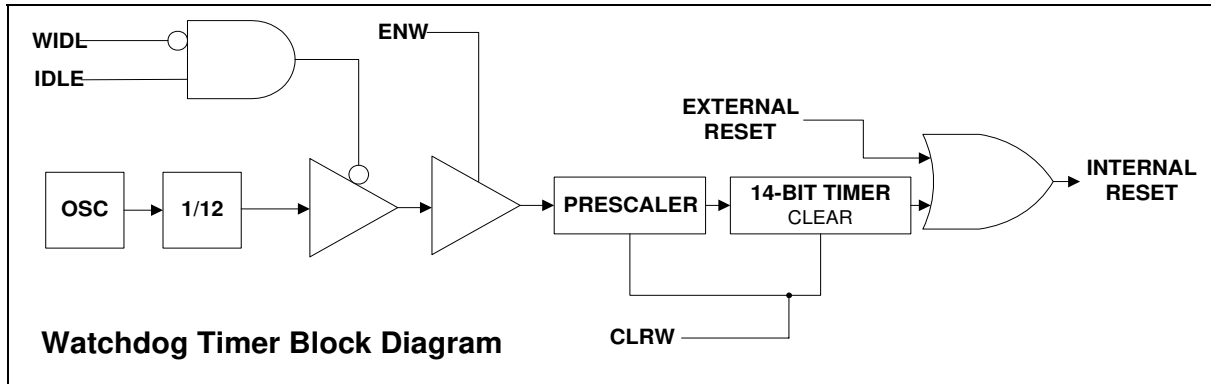 WIDL
IDLE
ENW
EXTERNAL
RESET
INTERNAL
RESET
OSC
1/12
PRESCALER
14-BIT TIMER
CLEAR
CLRW
Watchdog Timer Block Diagram